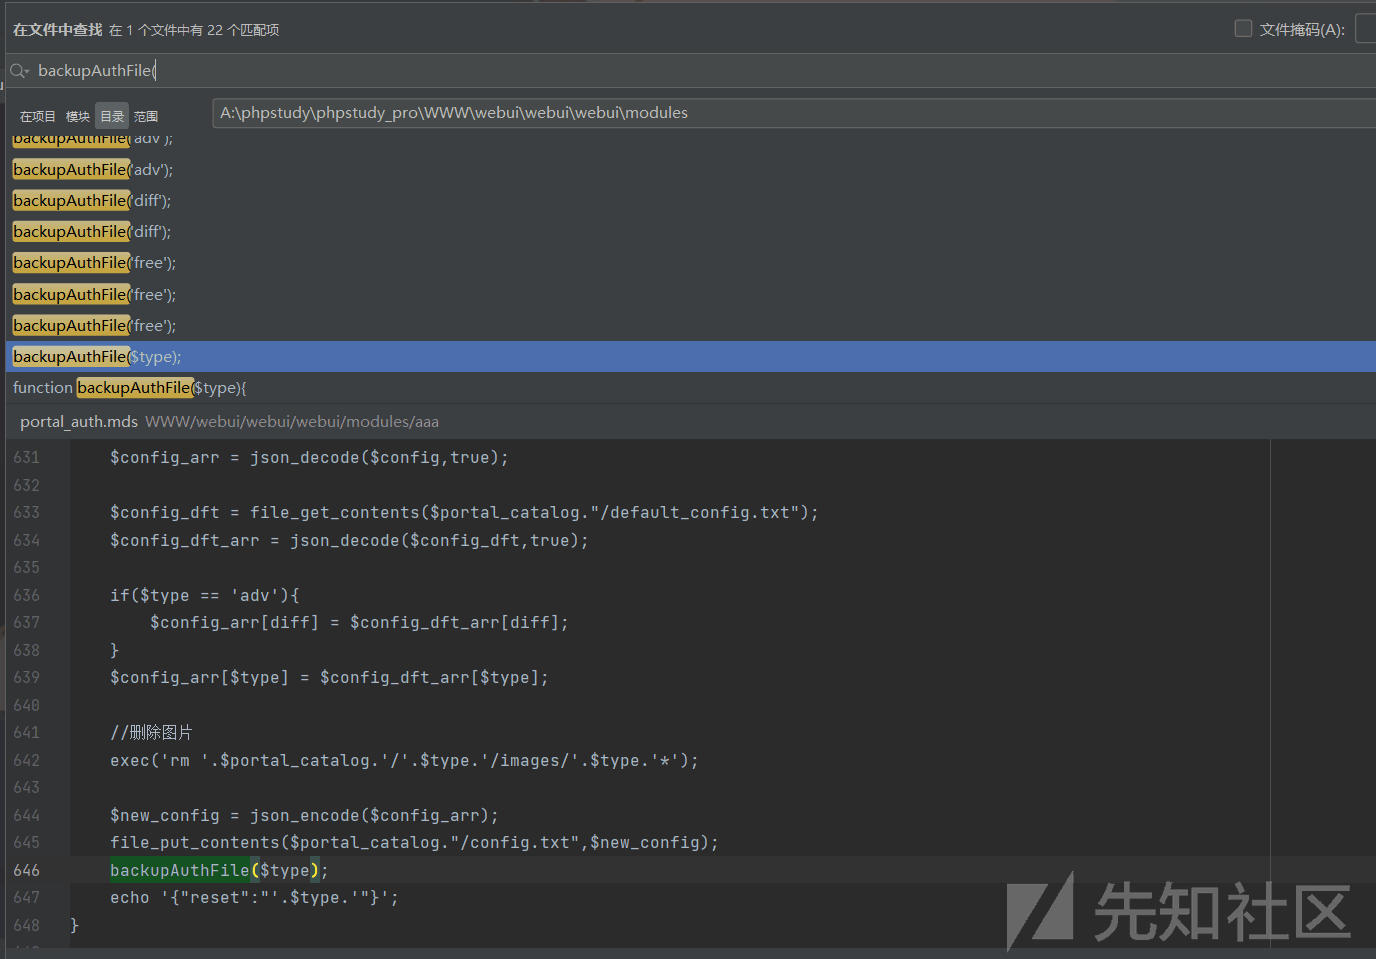 在文件中查找 在 1 个文件中有 22 个匹配项
文件掩码(A):
backupAuthFile(
在项目 模块 目录 范围
A:\phpstudy\phpstudy_pro\WWW\webui\webui\webui\modules
backupAuthFile('adv');
backupAuthFile('adv');
backupAuthFile('diff');
backupAuthFile('diff');
backupAuthFile('free');
backupAuthFile('free');
backupAuthFile('free');
backupAuthFile($type);
function backupAuthFile($type){
portal_auth.mds WWW/webui/webui/webui/modules/aaa
631 $config_arr = json_decode($config,true);
632
633 $config_dft = file_get_contents($portal_catalog."/default_config.txt");
634 $config_dft_arr = json_decode($config_dft,true);
635
636 if($type == 'adv'){
637 $config_arr[diff] = $config_dft_arr[diff];
638 }
639 $config_arr[$type] = $config_dft_arr[$type];
640
641 //删除图片
642 exec('rm '.$portal_catalog.'/'.$type.'/images/'.$type.'*');
643
644 $new_config = json_encode($config_arr);
645 file_put_contents($portal_catalog."/config.txt",$new_config);
646 backupAuthFile($type);
647 echo '{"reset":"'.$type.'"}';
648 }
先知社区